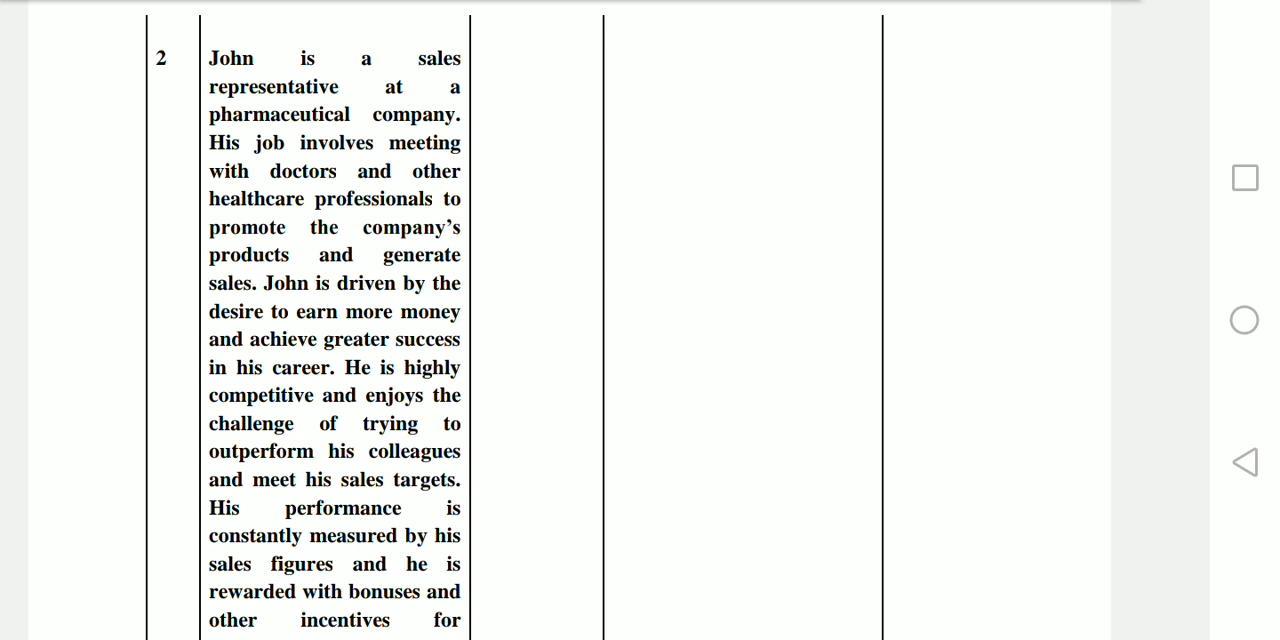 2
John is a sales
representative at a
pharmaceutical company.
His job involves meeting
with doctors and other
healthcare professionals to
promote the company’s
products and generate
sales. John is driven by the
desire to earn more money
and achieve greater success
in his career. He is highly
competitive and enjoys the
challenge of trying to
outperform his colleagues
and meet his sales targets.
His performance is
constantly measured by his
sales figures and he is
rewarded with bonuses and
other incentives for